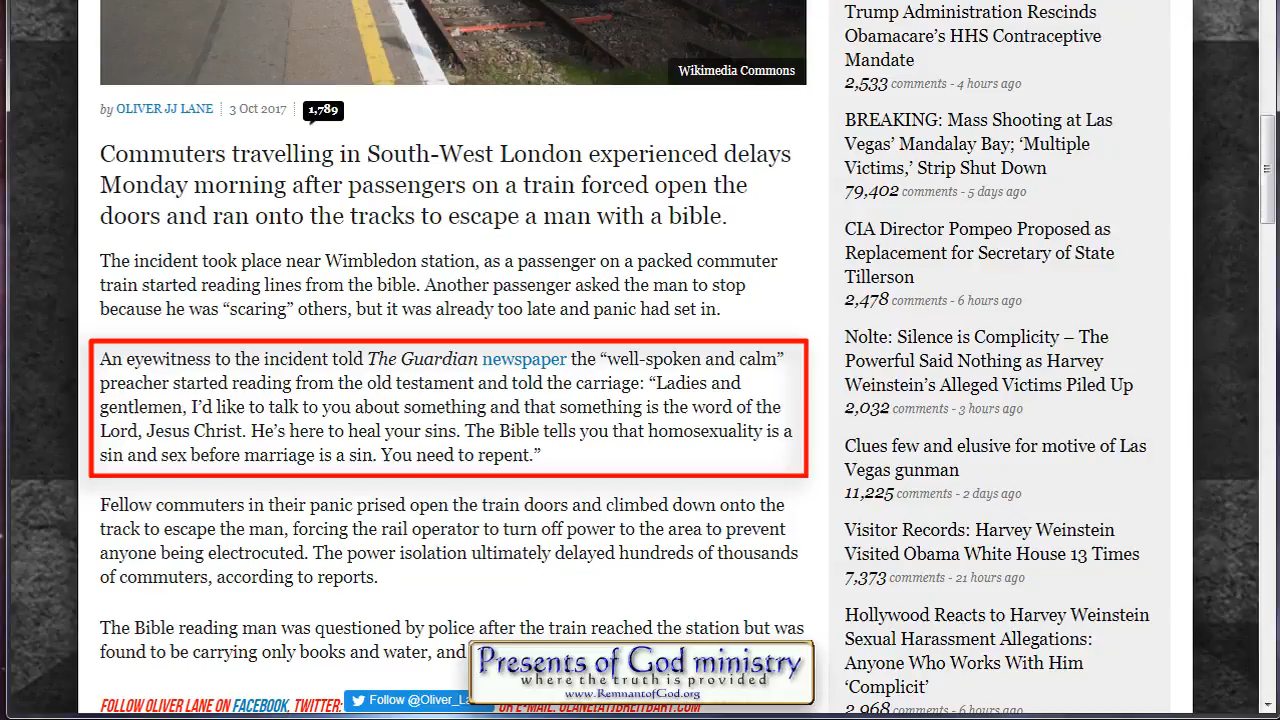 Wikimedia Commons
by OLIVER JJ LANE 3 Oct 2017 1,789
Commuters travelling in South-West London experienced delays
Monday morning after passengers on a train forced open the
doors and ran onto the tracks to escape a man with a bible.
The incident took place near Wimbledon station, as a passenger on a packed commuter
train started reading lines from the bible. Another passenger asked the man to stop
because he was “scaring” others, but it was already too late and panic had set in.
An eyewitness to the incident told The Guardian newspaper the “well-spoken and calm”
preacher started reading from the old testament and told the carriage: “Ladies and
gentlemen, I’d like to talk to you about something and that something is the word of the
Lord, Jesus Christ. He’s here to heal your sins. The Bible tells you that homosexuality is a
sin and sex before marriage is a sin. You need to repent.”
Fellow commuters in their panic prised open the train doors and climbed down onto the
track to escape the man, forcing the rail operator to turn off power to the area to prevent
anyone being electrocuted. The power isolation ultimately delayed hundreds of thousands
of commuters, according to reports.
The Bible reading man was questioned by police after the train reached the station but was
found to be carrying only books and water, and
FOLLOW OLIVER LANE ON FACEBOOK, TWITTER: Follow @Oliver_La OR E-MAIL:
Presents of God ministry
where the truth is provided
www.RemnantofGod.org
Trump Administration Rescinds
Obamacare’s HHS Contraceptive
Mandate
2,533 comments - 4 hours ago
BREAKING: Mass Shooting at Las
Vegas’ Mandalay Bay; ‘Multiple
Victims,’ Strip Shut Down
79,402 comments - 5 days ago
CIA Director Pompeo Proposed as
Replacement for Secretary of State
Tillerson
2,478 comments - 6 hours ago
Nolte: Silence is Complicity – The
Powerful Said Nothing as Harvey
Weinstein’s Alleged Victims Piled Up
2,032 comments - 3 hours ago
Clues few and elusive for motive of Las
Vegas gunman
11,225 comments - 2 days ago
Visitor Records: Harvey Weinstein
Visited Obama White House 13 Times
7,373 comments - 21 hours ago
Hollywood Reacts to Harvey Weinstein
Sexual Harassment Allegations:
Anyone Who Works With Him
‘Complicit’
2,968 comments - 6 hours ago